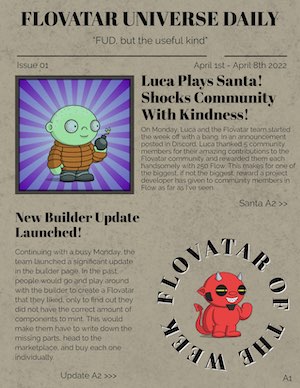 FLOVATAR UNIVERSE DAILY
"FUD, but the useful kind"
Issue 01
April 1st - April 8th 2022
Luca Plays Santa!
Shocks Community
With Kindness!
On Monday, Luca and the Flovatar team started
the week off with a bang. In an announcement
posted in Discord, Luca thanked 5 community
members for their amazing contributions to the
Flovatar community and rewarded them each
handsomely with 250 Flow. This makes for one
of the biggest, if not the biggest, reward a project
developer has given to community members in
Flow as far as I've seen.
Santa A2 >>
New Builder Update
Launched!
Continuing with a busy Monday, the
team launched a significant update
in the builder page. In the past
people would go and play around
with the builder to create a Flovatar
that they liked, only to find out they
did not have the correct amount of
components to mint. This would
make them have to write down the
missing parts, head to the
marketplace, and buy each one
individually.
Update A2 >>>
FLOVATAR OF THE WEEK
A1